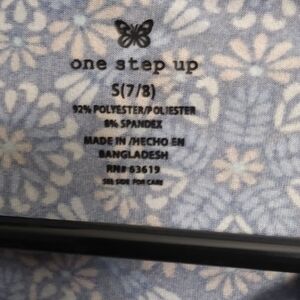 one step up
S(7/8)
92% POLYESTER/POLIESTER
8% SPANDEX
MADE IN /HECHO EN
BANGLADESH
RN# 63619
SEE SIDE FOR CARE